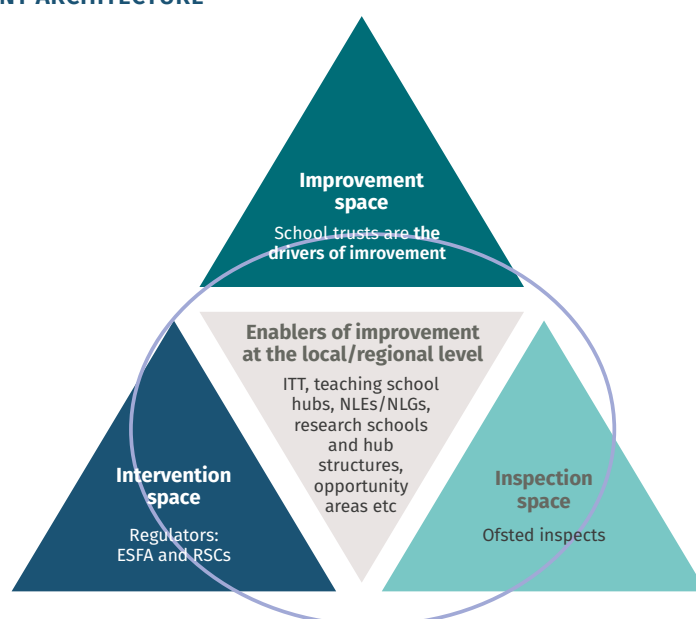 NT ARCHITECTURE
Improvement
space
School trusts are the
drivers of imrovement
Enablers of improvement
at the local/regional level
ITT, teaching school
hubs, NLEs/NLGs,
research schools
and hub
structures,
opportunity
areas etc
Intervention
space
Regulators:
ESFA and RSCs
Inspection
space
Ofsted inspects